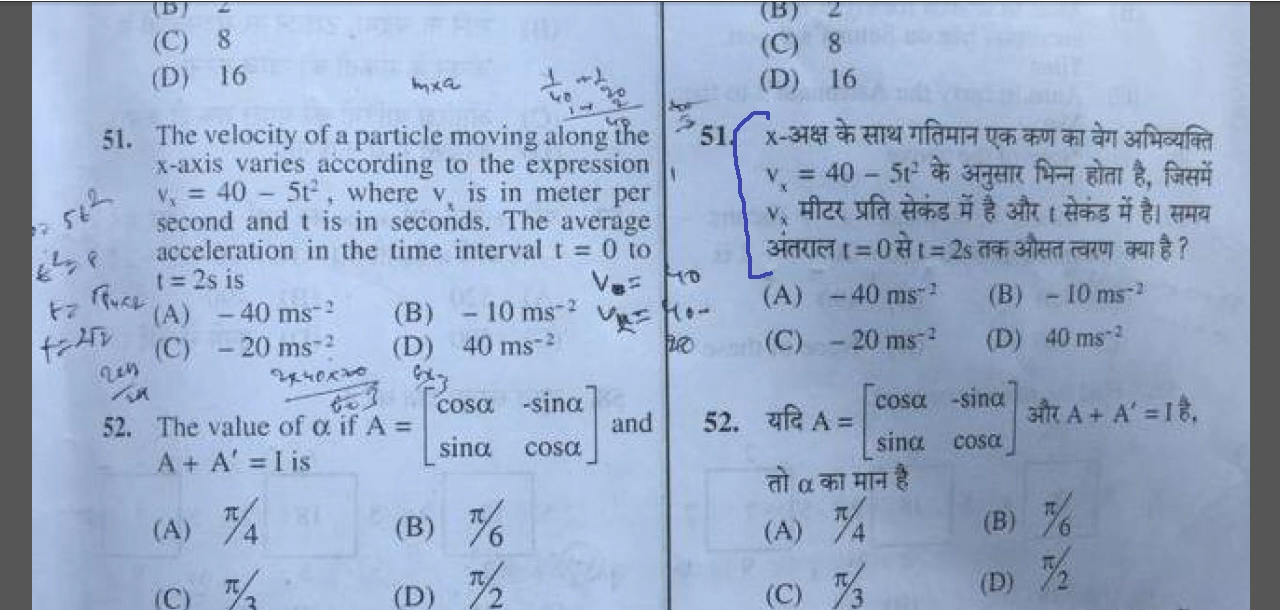 (B) 2
(C) 8
(D) 16
51. The velocity of a particle moving along the
x-axis varies according to the expression
vₓ = 40 – 5t², where vₓ is in meter per
second and t is in seconds. The average
acceleration in the time interval t = 0 to
t = 2s is
(A) – 40 ms⁻² (B) – 10 ms⁻²
(C) – 20 ms⁻² (D) 40 ms⁻²
52. The value of α if A = [cosα -sinα
sinα cosα] and
A + A′ = I is
(A) π/4 (B) π/6
(C) π/3 (D) π/2
(B) 2
(C) 8
(D) 16
51. x-अक्ष के साथ गतिमान एक कण का वेग अभिव्यक्ति
vₓ = 40 – 5t² के अनुसार भिन्न होता है, जिसमें
vₓ मीटर प्रति सेकंड में है और t सेकंड में है। समय
अंतराल t = 0 से t = 2s तक औसत त्वरण क्या है ?
(A) – 40 ms⁻² (B) – 10 ms⁻²
(C) – 20 ms⁻² (D) 40 ms⁻²
52. यदि A = [cosα -sinα
sinα cosα] और A + A′ = I है,
तो α का मान है
(A) π/4 (B) π/6
(C) π/3 (D) π/2